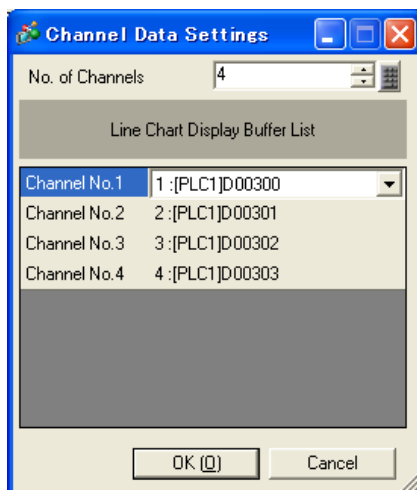 Channel Data Settings
No. of Channels 4
Line Chart Display Buffer List
Channel No.1 1 :[PLC1]D00300
Channel No.2 2 :[PLC1]D00301
Channel No.3 3 :[PLC1]D00302
Channel No.4 4 :[PLC1]D00303
OK (O) Cancel